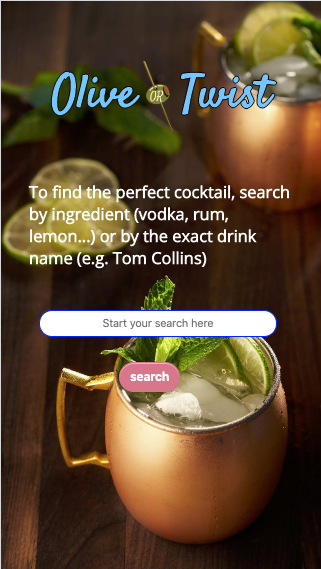 Olive OR Twist
To find the perfect cocktail, search
by ingredient (vodka, rum,
lemon...) or by the exact drink
name (e.g. Tom Collins)
Start your search here
search